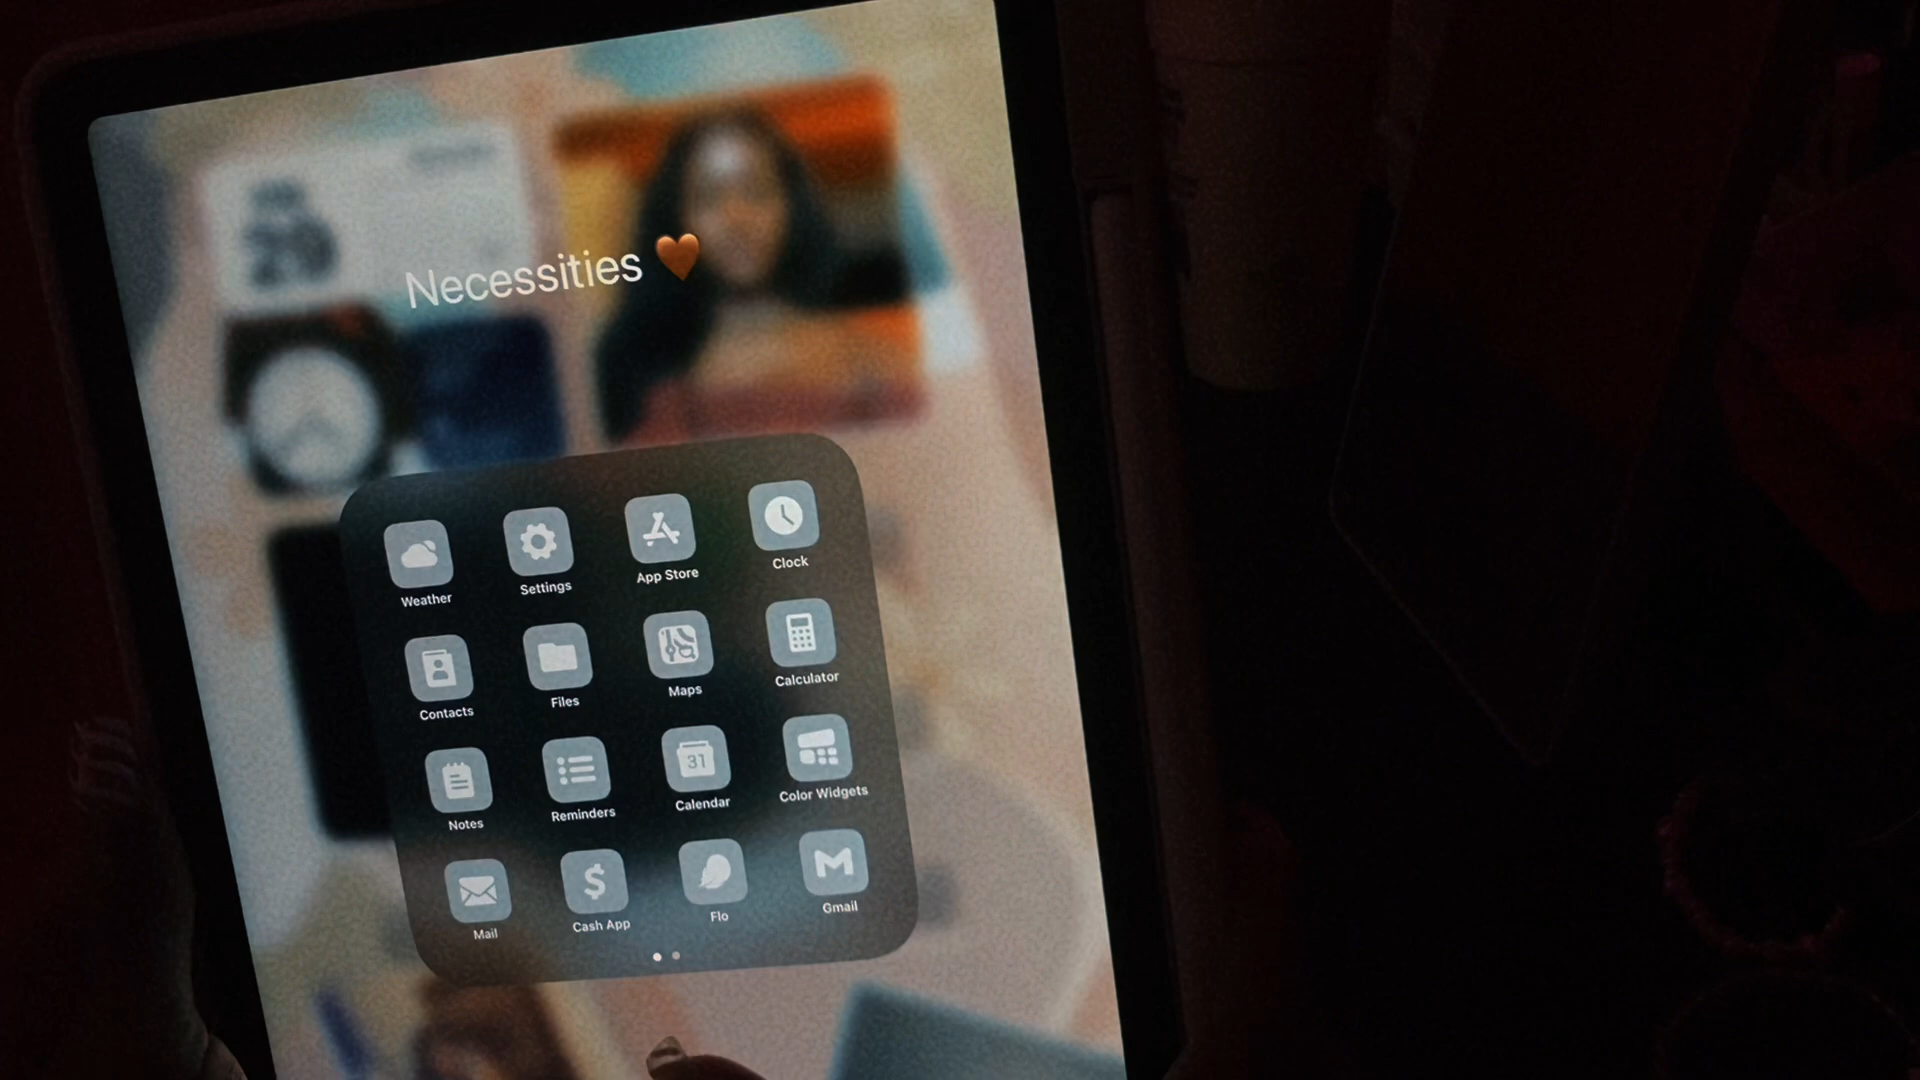 29
Necessities 🧡
Weather Settings App Store Clock
Contacts Files Maps Calculator
31
Notes Reminders Calendar Color Widgets
$
Mail Cash App Flo Gmail